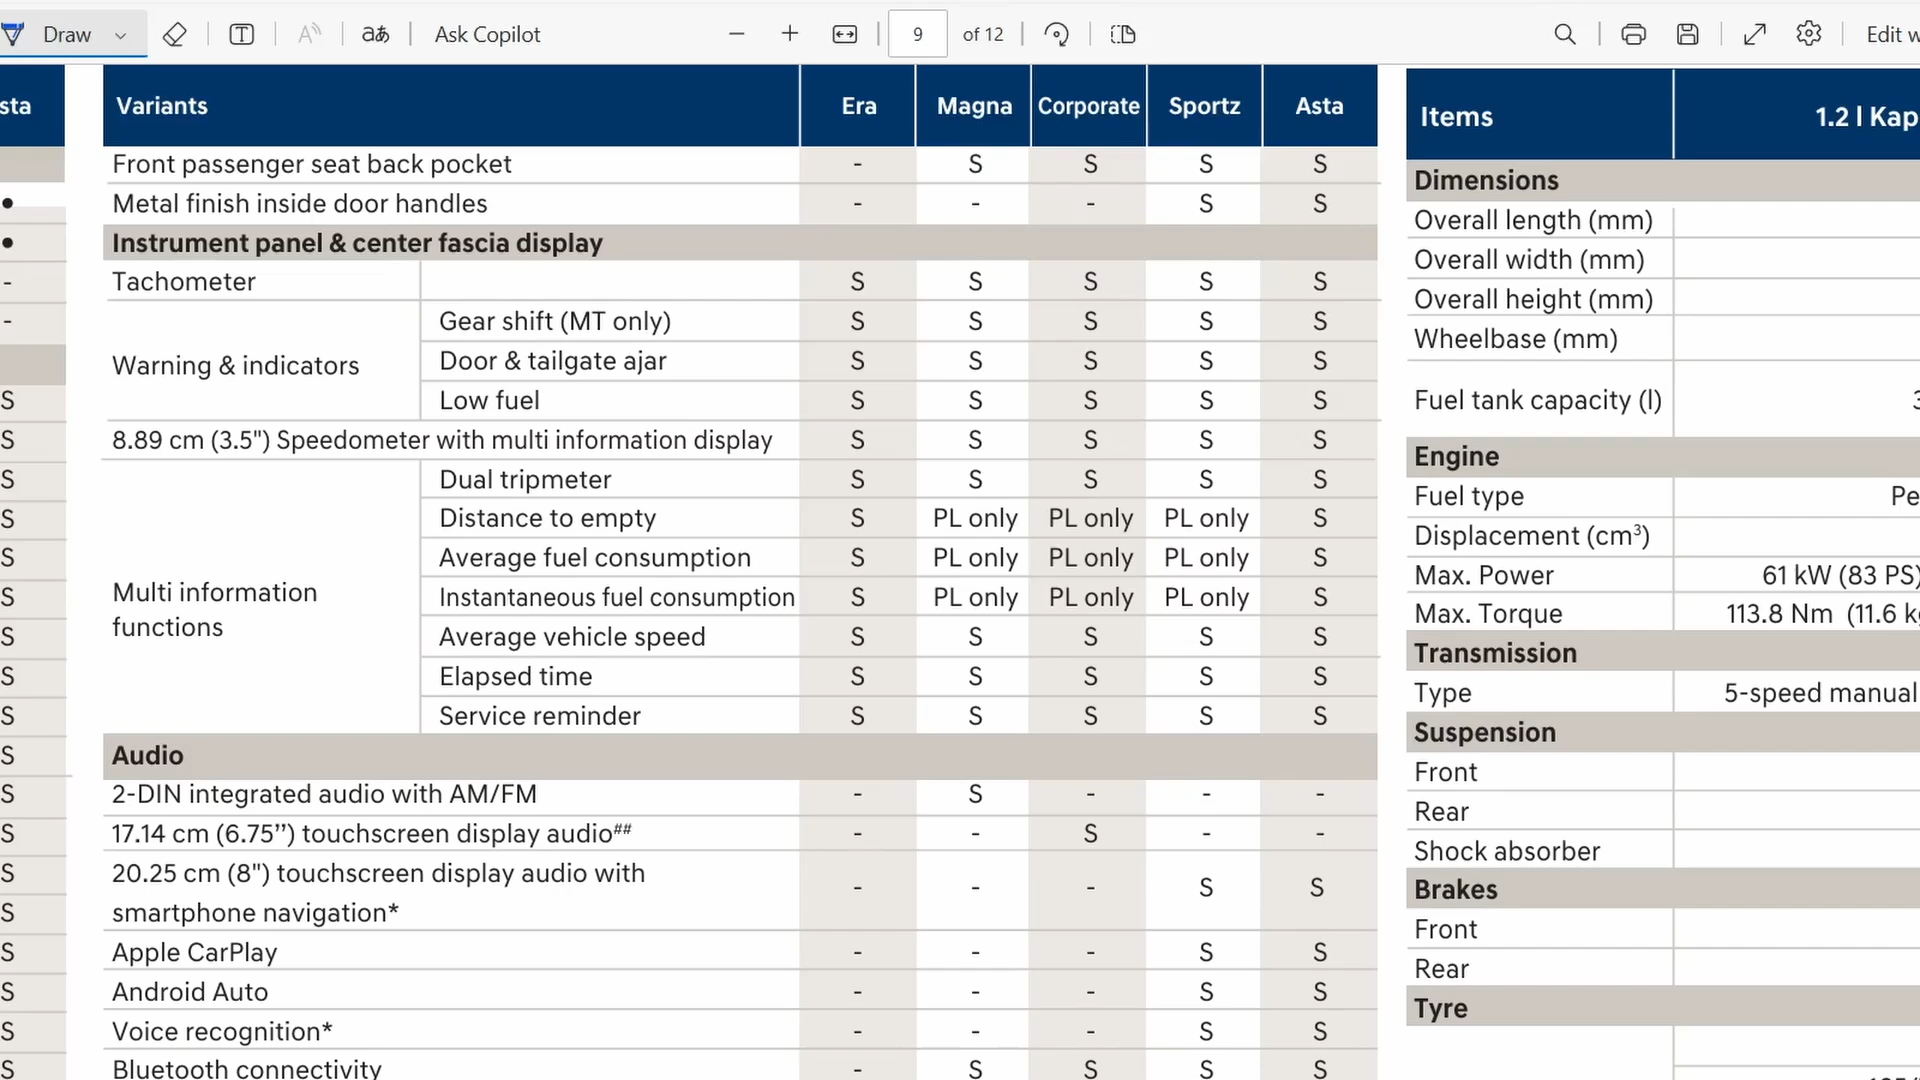 Draw
Ask Copilot
9 of 12
Edit w
sta
Variants Era Magna Corporate Sportz Asta
Front passenger seat back pocket - S S S S
Metal finish inside door handles - - - S S
Instrument panel & center fascia display
Tachometer S S S S S
Warning & indicators
Gear shift (MT only) S S S S S
Door & tailgate ajar S S S S S
Low fuel S S S S S
8.89 cm (3.5") Speedometer with multi information display S S S S S
Multi information
functions
Dual tripmeter S S S S S
Distance to empty S PL only PL only PL only S
Average fuel consumption S PL only PL only PL only S
Instantaneous fuel consumption S PL only PL only PL only S
Average vehicle speed S S S S S
Elapsed time S S S S S
Service reminder S S S S S
Audio
2-DIN integrated audio with AM/FM - S - - -
17.14 cm (6.75’’) touchscreen display audio## - - S - -
20.25 cm (8") touchscreen display audio with
smartphone navigation* - - - S S
Apple CarPlay - - - S S
Android Auto - - - S S
Voice recognition* - - - S S
Bluetooth connectivity - S S S S
Items 1.2 l Kap
Dimensions
Overall length (mm)
Overall width (mm)
Overall height (mm)
Wheelbase (mm)
Fuel tank capacity (l) 3
Engine
Fuel type Pe
Displacement (cm³)
Max. Power 61 kW (83 PS)
Max. Torque 113.8 Nm (11.6 kg
Transmission
Type 5-speed manual
Suspension
Front
Rear
Shock absorber
Brakes
Front
Rear
Tyre